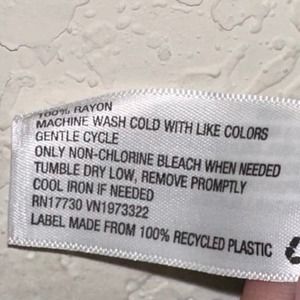 100% RAYON
MACHINE WASH COLD WITH LIKE COLORS
GENTLE CYCLE
ONLY NON-CHLORINE BLEACH WHEN NEEDED
TUMBLE DRY LOW, REMOVE PROMPTLY
COOL IRON IF NEEDED
RN17730 VN1973322
LABEL MADE FROM 100% RECYCLED PLASTIC